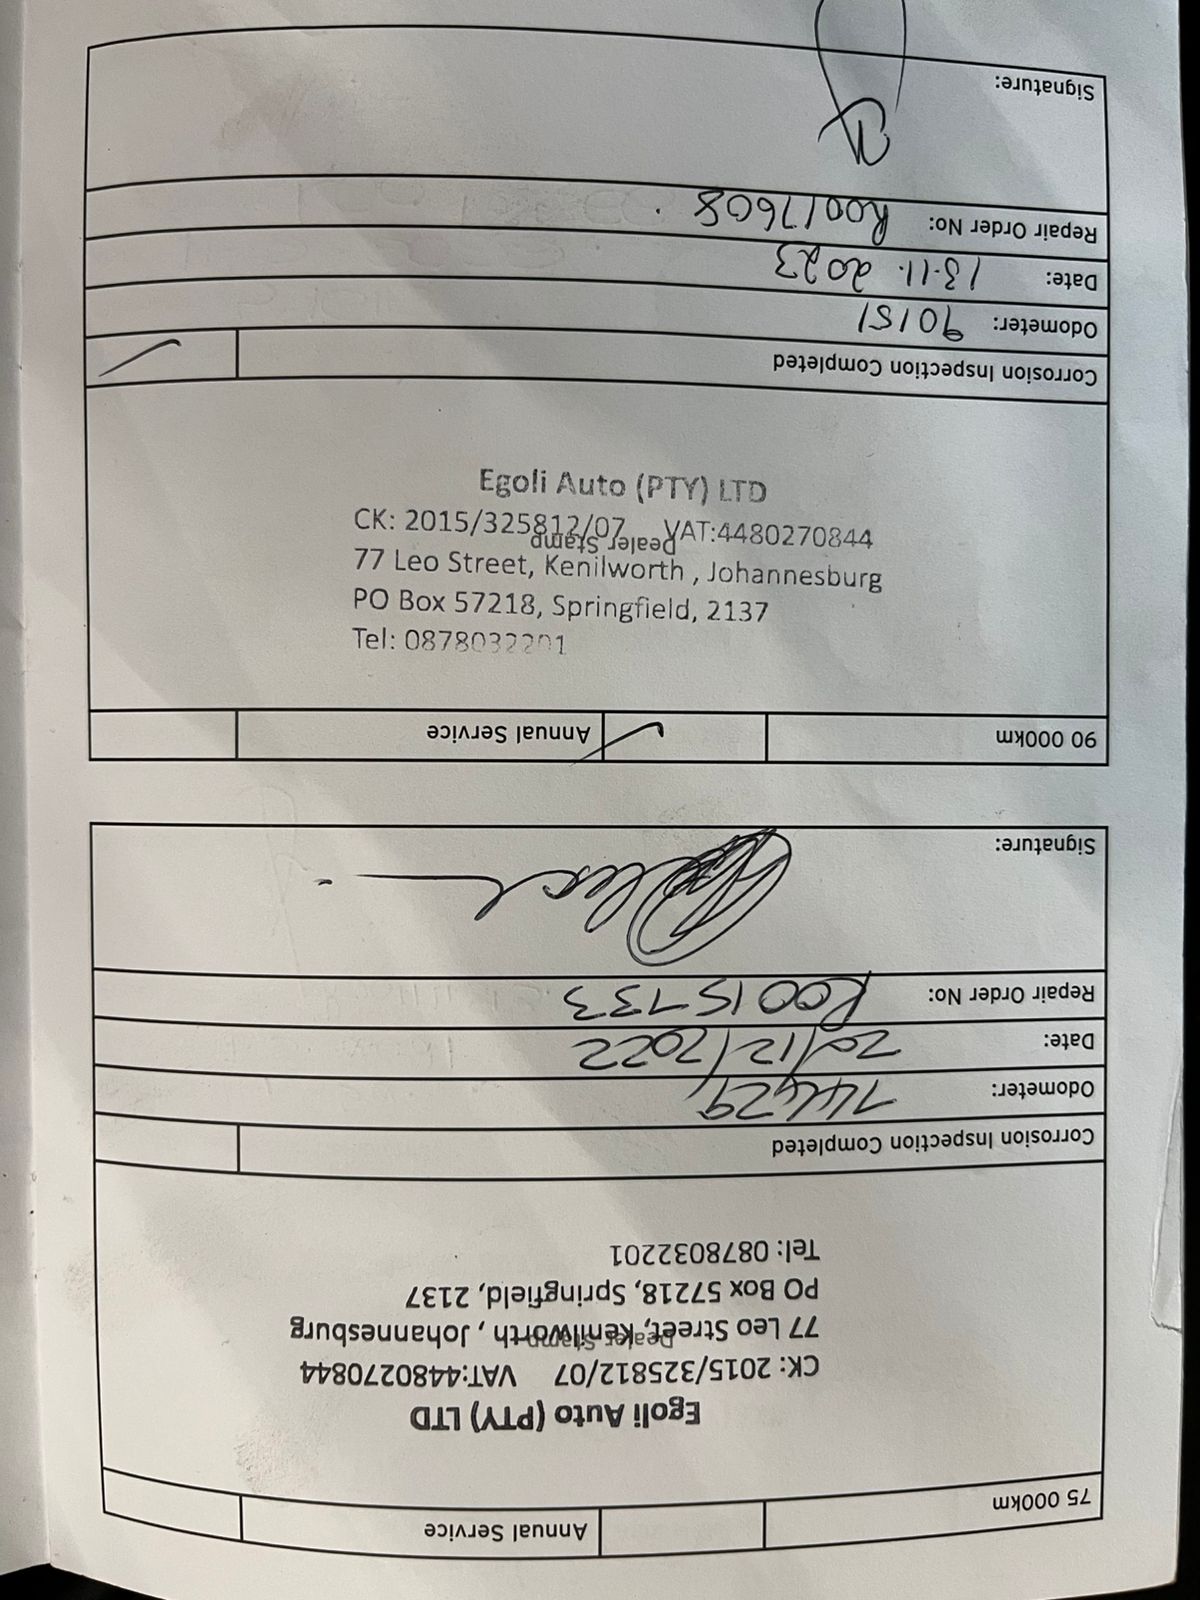 75 000km
Annual Service
Egoli Auto (PTY) LTD
CK: 2015/325812/07 VAT:4480270844
Dealer Stamp
77 Leo Street, Kenilworth , Johannesburg
PO Box 57218, Springfield, 2137
Tel: 0878032201
Corrosion Inspection Completed
Odometer: 74429
Date: 20/12/2022
Repair Order No: R0015733
Signature:
90 000km
Annual Service
Egoli Auto (PTY) LTD
CK: 2015/325812/07 VAT:4480270844
Dealer Stamp
77 Leo Street, Kenilworth , Johannesburg
PO Box 57218, Springfield, 2137
Tel: 0878032201
Corrosion Inspection Completed
Odometer: 90151
Date: 13.11.2023
Repair Order No: R0017608
Signature: